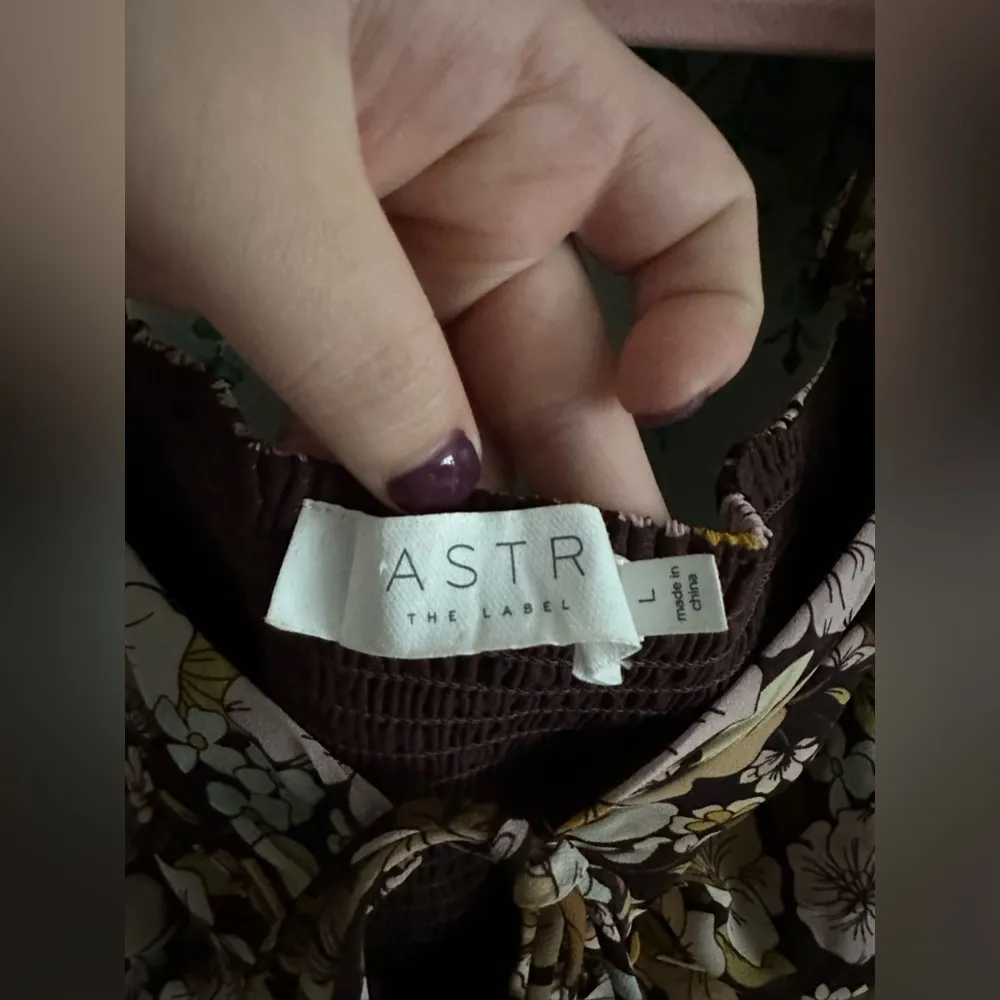 ASTR
THE LABEL
L
made in
china